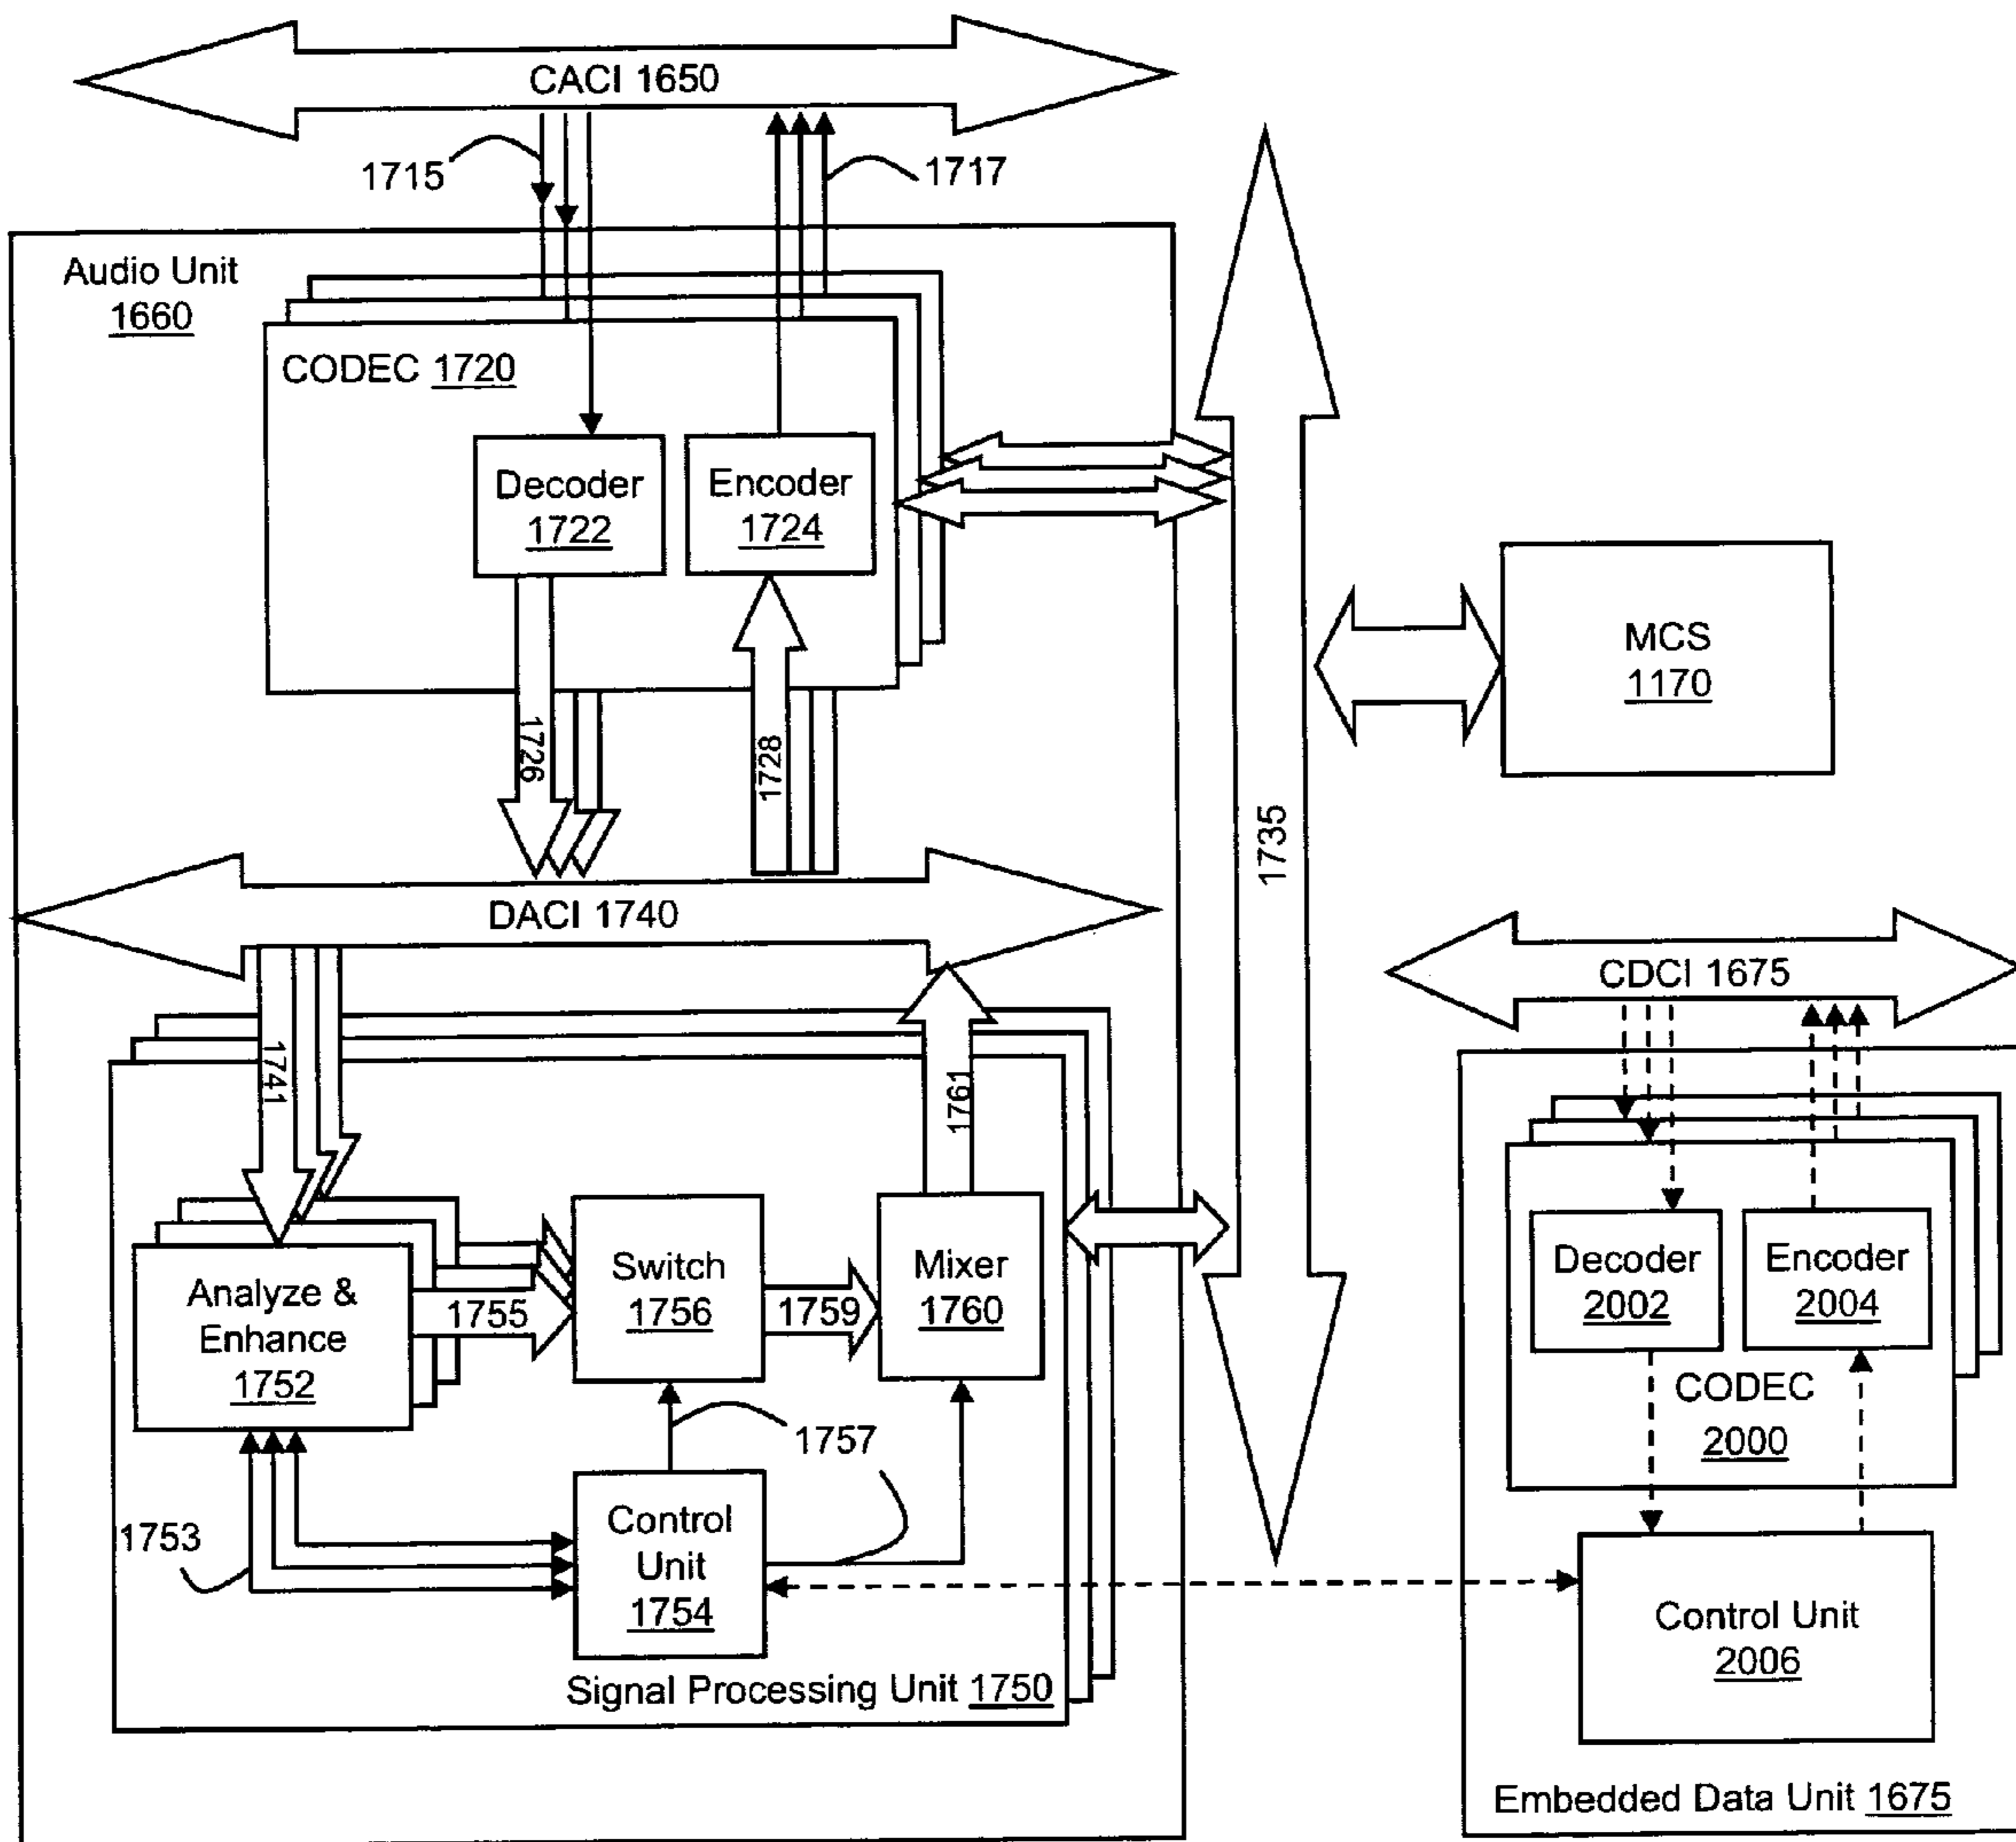 CACI 1650
1715
1717
Audio Unit
1660
CODEC 1720
Decoder
1722
Encoder
1724
1726
1728
MCS
1170
1735
DACI 1740
CDCI 1675
1741
1761
Analyze &
Enhance
1752
1755
Switch
1756
1759
Mixer
1760
Decoder
2002
Encoder
2004
CODEC
2000
1757
1753
Control
Unit
1754
Control Unit
2006
Signal Processing Unit 1750
Embedded Data Unit 1675